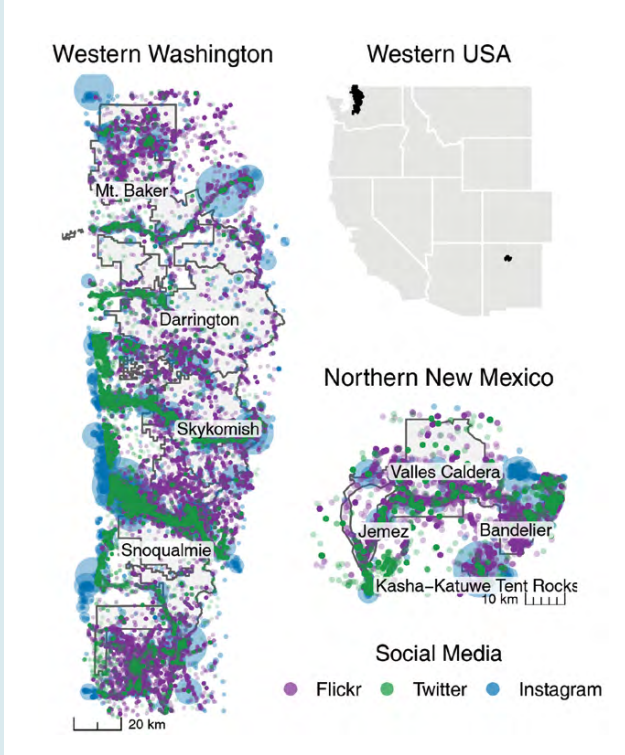 Western Washington
Western USA
Mt. Baker
Darrington
Skykomish
Snoqualmie
20 km
Northern New Mexico
Valles Caldera
Jemez
Bandelier
Kasha−Katuwe Tent Rocks
10 km
Social Media
Flickr
Twitter
Instagram